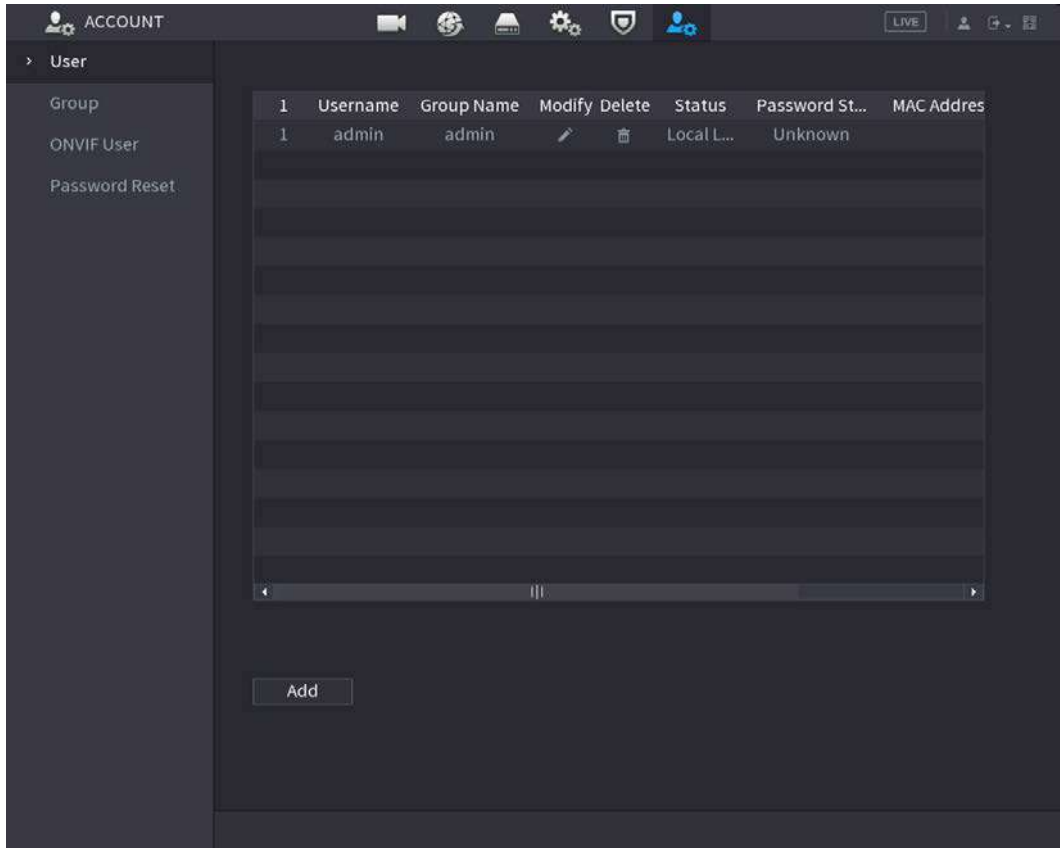 ACCOUNT LIVE
User
Group
ONVIF User
Password Reset
1 Username Group Name Modify Delete Status Password St... MAC Addres
1 admin admin Local L... Unknown
Add